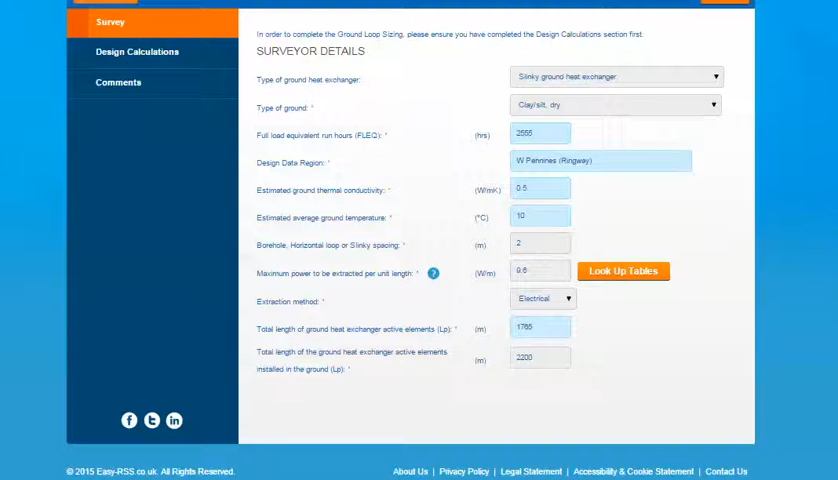 Survey
Design Calculations
Comments
In order to complete the Ground Loop Sizing, please ensure you have completed the Design Calculations section first.
SURVEYOR DETAILS
Type of ground heat exchanger: Slinky ground heat exchanger
Type of ground: * Clay/silt, dry
Full load equivalent run hours (FLEQ): * (hrs) 2555
Design Data Region: * W Pennines (Ringway)
Estimated ground thermal conductivity: * (W/mK) 0.5
Estimated average ground temperature: * (°C) 10
Borehole, Horizontal loop or Slinky spacing: * (m) 2
Maximum power to be extracted per unit length: * ? (W/m) 9.6 Look Up Tables
Extraction method: * Electrical
Total length of ground heat exchanger active elements (Lp): * (m) 1765
Total length of the ground heat exchanger active elements
installed in the ground (Lp): * (m) 2200
© 2015 Easy-RSS.co.uk. All Rights Reserved. About Us | Privacy Policy | Legal Statement | Accessibility & Cookie Statement | Contact Us